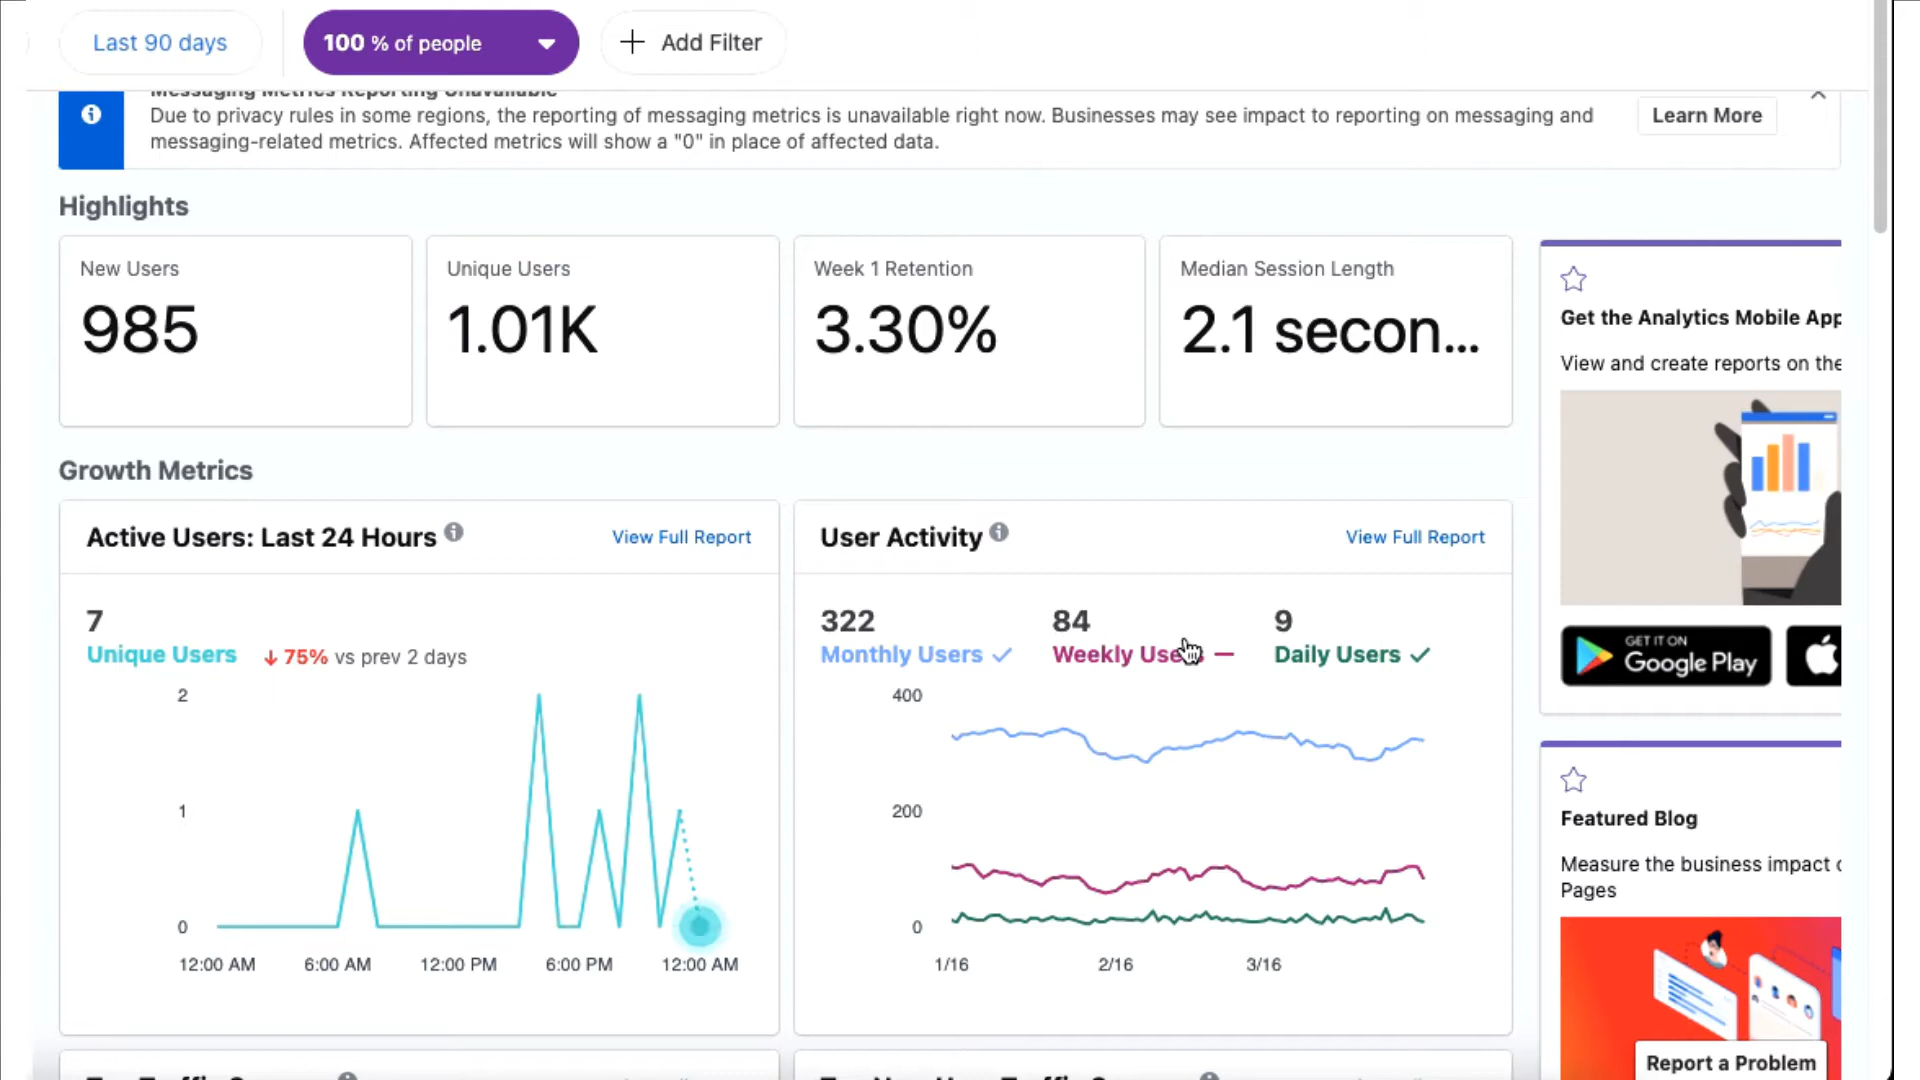 Last 90 days
100 % of people
Add Filter
Messaging Metrics Reporting Unavailable
Due to privacy rules in some regions, the reporting of messaging metrics is unavailable right now. Businesses may see impact to reporting on messaging and
messaging-related metrics. Affected metrics will show a "0" in place of affected data.
Learn More
Highlights
New Users
985
Unique Users
1.01K
Week 1 Retention
3.30%
Median Session Length
2.1 secon...
Get the Analytics Mobile App
View and create reports on the
GET IT ON
Google Play
Growth Metrics
Active Users: Last 24 Hours
View Full Report
7
Unique Users
75% vs prev 2 days
2
1
0
12:00 AM
6:00 AM
12:00 PM
6:00 PM
12:00 AM
User Activity
View Full Report
322
Monthly Users
84
Weekly Use
9
Daily Users
400
200
0
1/16
2/16
3/16
Featured Blog
Measure the business impact
Pages
Report a Problem